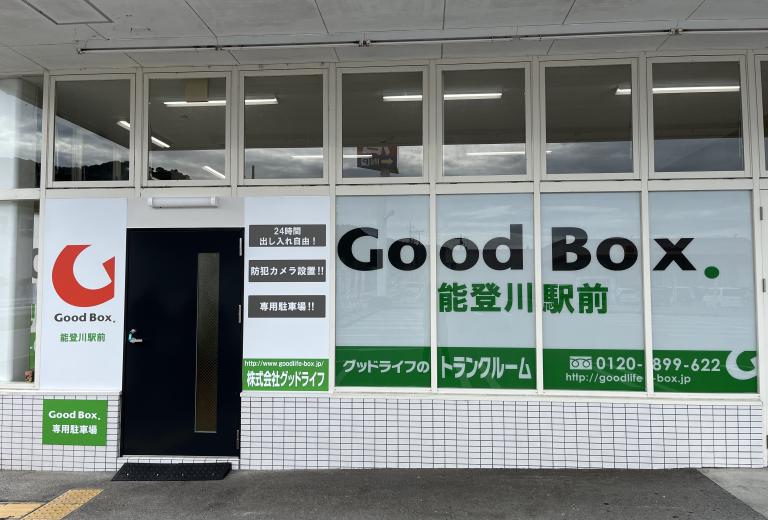 Good Box.
能登川駅前
Good Box.
専用駐車場
24時間
出し入れ自由！
防犯カメラ設置!!
専用駐車場!!
http://www.goodlife-box.jp/
株式会社グッドライフ
Good Box.
能登川駅前
グッドライフの
トランクルーム
0120-899-622
http://goodlife-box.jp